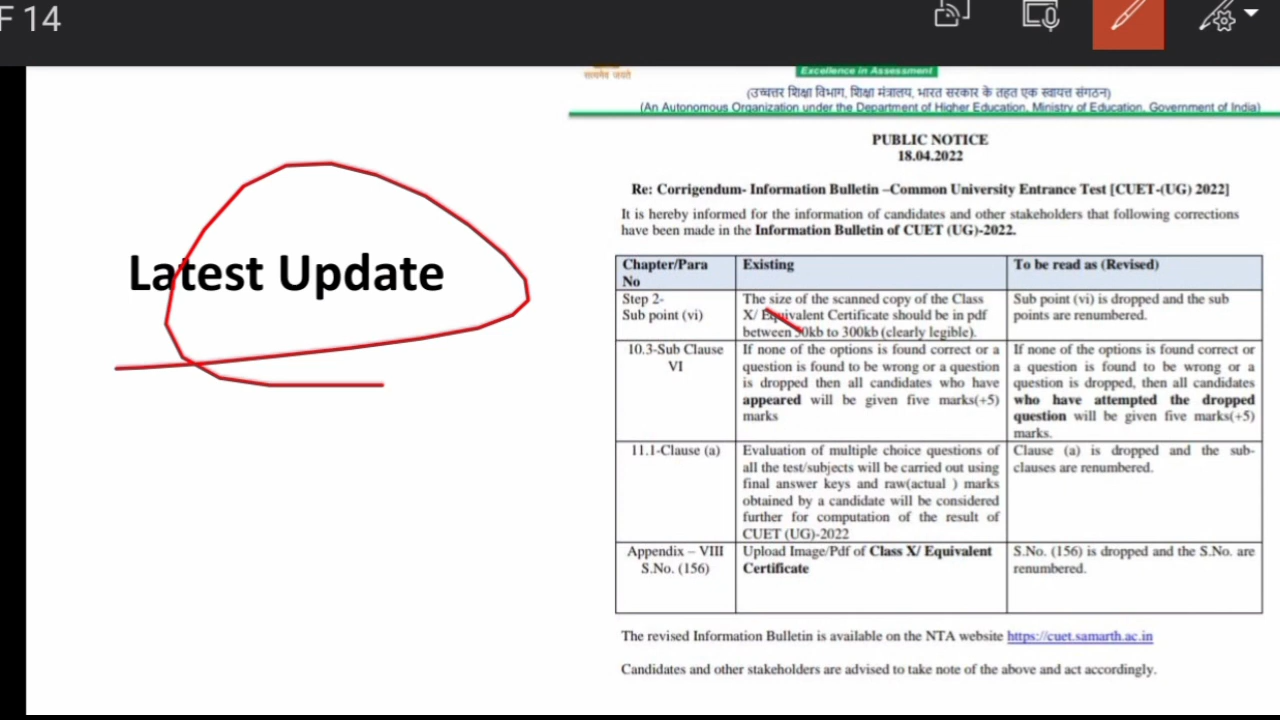 F 14
सत्यमेव जयते
Excellence in Assessment
(उच्चतर शिक्षा विभाग, शिक्षा मंत्रालय, भारत सरकार के तहत एक स्वायत्त संगठन)
(An Autonomous Organization under the Department of Higher Education, Ministry of Education, Government of India)
Latest Update
PUBLIC NOTICE
18.04.2022
Re: Corrigendum- Information Bulletin –Common University Entrance Test [CUET-(UG) 2022]
It is hereby informed for the information of candidates and other stakeholders that following corrections
have been made in the Information Bulletin of CUET (UG)-2022.
Chapter/Para
No
Existing
To be read as (Revised)
Step 2-
Sub point (vi)
The size of the scanned copy of the Class
X/ Equivalent Certificate should be in pdf
between 50kb to 300kb (clearly legible).
Sub point (vi) is dropped and the sub
points are renumbered.
10.3-Sub Clause
VI
If none of the options is found correct or a
question is found to be wrong or a question
is dropped then all candidates who have
appeared will be given five marks(+5)
marks
If none of the options is found correct or
a question is found to be wrong or a
question is dropped, then all candidates
who have attempted the dropped
question will be given five marks(+5)
marks.
11.1-Clause (a)
Evaluation of multiple choice questions of
all the test/subjects will be carried out using
final answer keys and raw(actual ) marks
obtained by a candidate will be considered
further for computation of the result of
CUET (UG)-2022
Clause (a) is dropped and the sub-
clauses are renumbered.
Appendix – VIII
S.No. (156)
Upload Image/Pdf of Class X/ Equivalent
Certificate
S.No. (156) is dropped and the S.No. are
renumbered.
The revised Information Bulletin is available on the NTA website https://cuet.samarth.ac.in
Candidates and other stakeholders are advised to take note of the above and act accordingly.